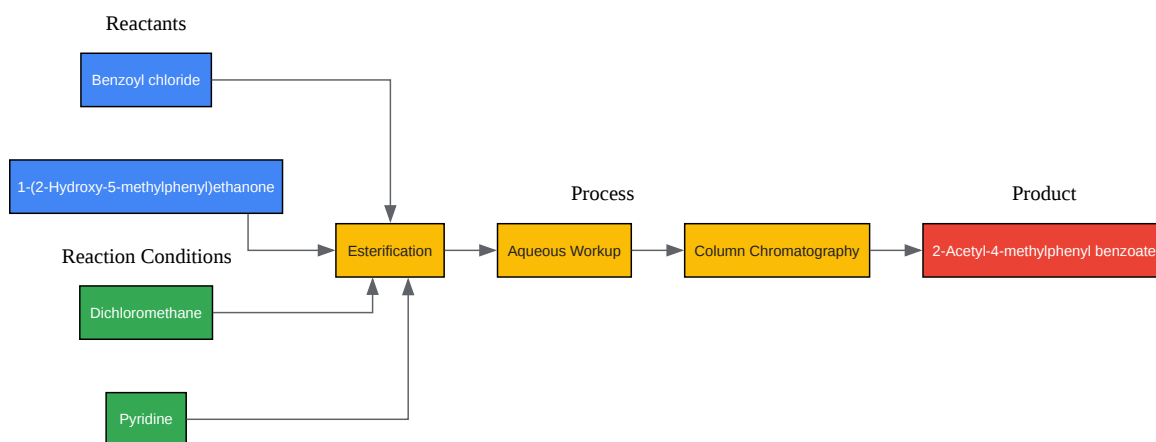 Reactants
Benzoyl chloride
1-(2-Hydroxy-5-methylphenyl)ethanone
Reaction Conditions
Dichloromethane
Pyridine
Process
Esterification
Aqueous Workup
Column Chromatography
Product
2-Acetyl-4-methylphenyl benzoate